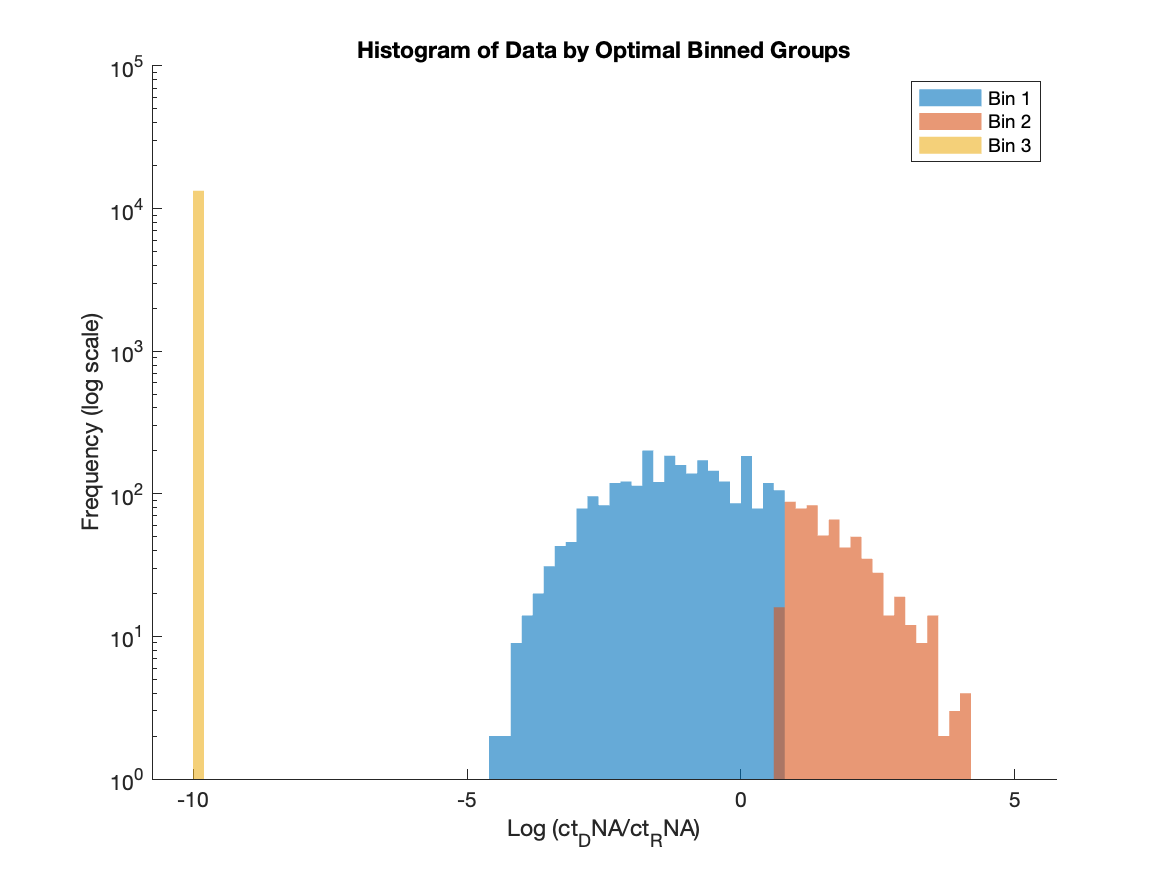 Histogram of Data by Optimal Binned Groups
10^5
10^4
10^3
10^2
10^1
10^0
Frequency (log scale)
Bin 1
Bin 2
Bin 3
-10
-5
0
5
Log (ct_DNA/ct_RNA)